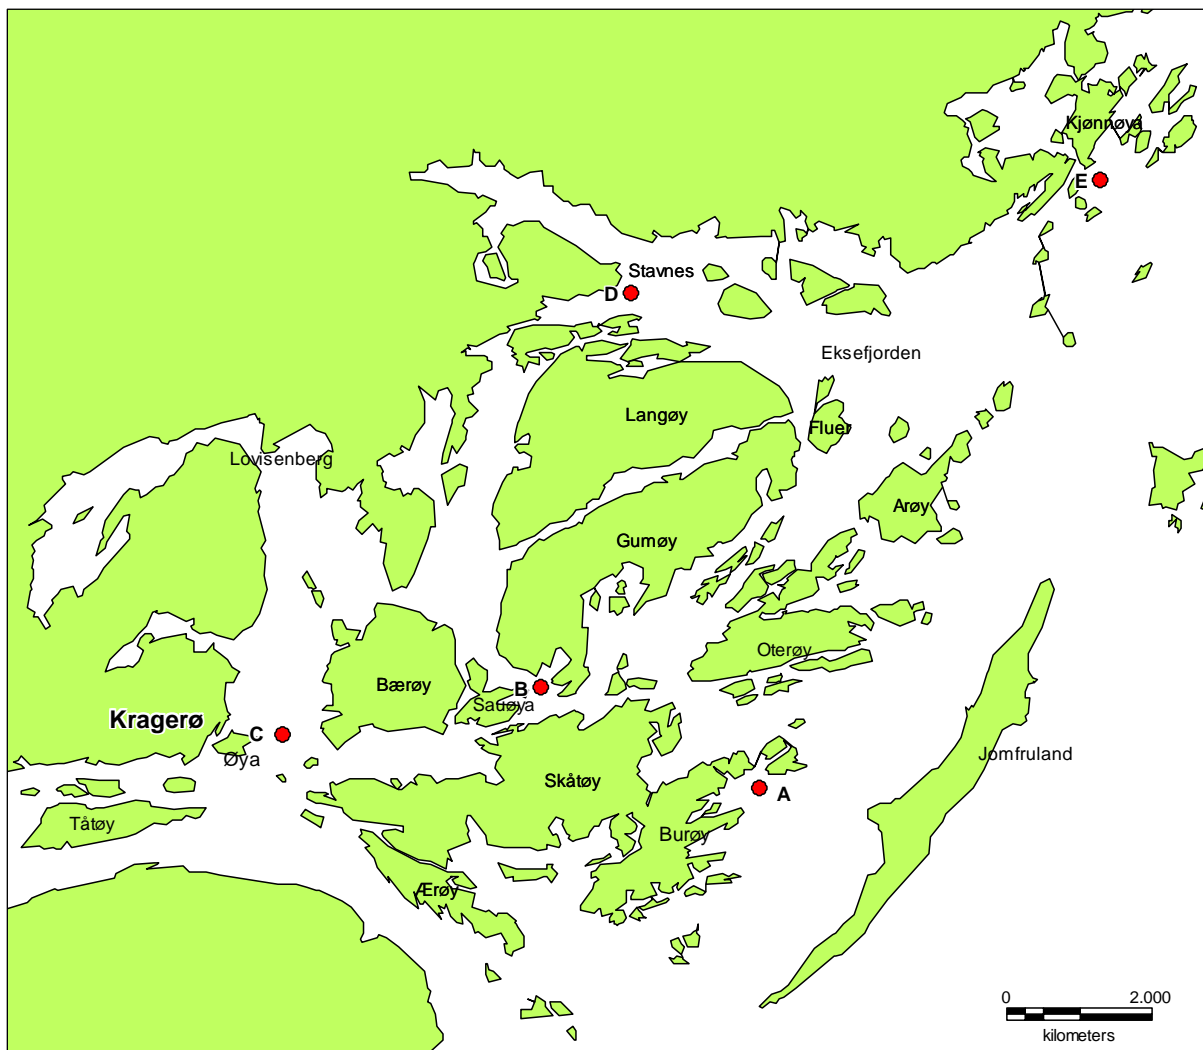 Kjønnøya
E
Stavnes
D
Eksefjorden
Langøy
Fluer
Lovisenberg
Arøy
Gumøy
Oterøy
Bærøy
B
Sauøya
Kragerø
C
Øya
Jomfruland
Skåtøy
A
Tåtøy
Burøy
Ærøy
0 2.000
kilometers